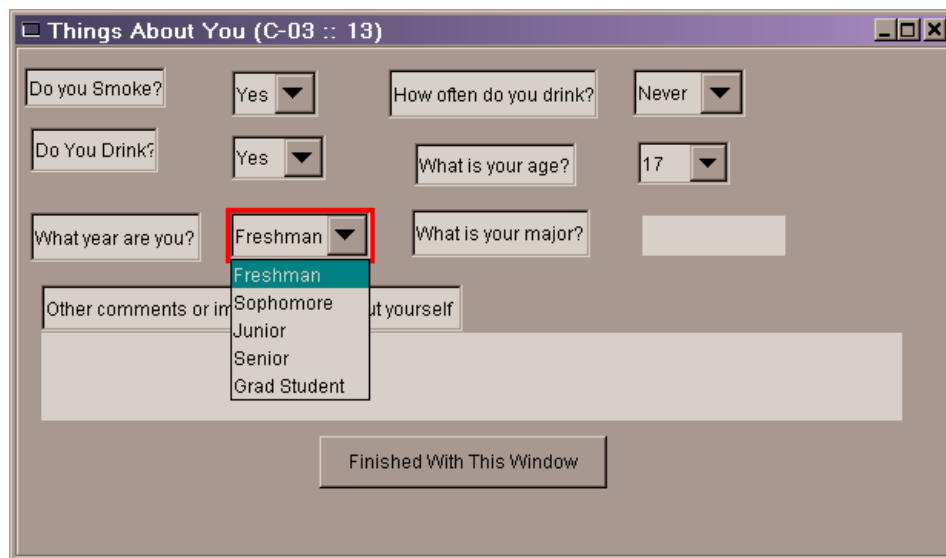 Things About You (C-03 :: 13)
Do you Smoke? Yes How often do you drink? Never
Do You Drink? Yes What is your age? 17
What year are you? Freshman What is your major?
Freshman
Other comments or im ut yourself
Sophomore
Junior
Senior
Grad Student
Finished With This Window